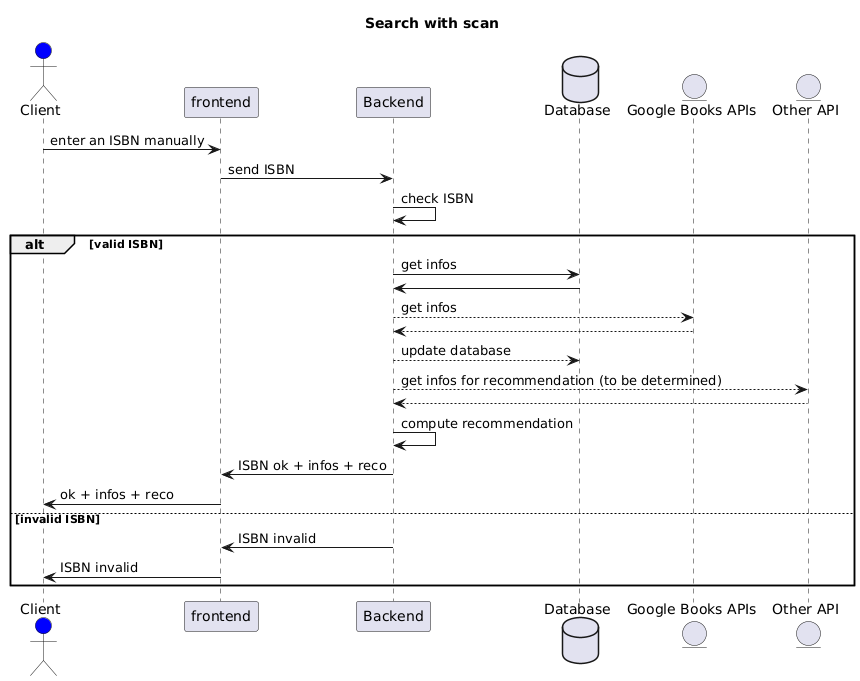 Search with scan
Client
frontend
Backend
Database
Google Books APIs
Other API
enter an ISBN manually
send ISBN
check ISBN
alt
[valid ISBN]
get infos
get infos
update database
get infos for recommendation (to be determined)
compute recommendation
ISBN ok + infos + reco
ok + infos + reco
[invalid ISBN]
ISBN invalid
ISBN invalid
Client
frontend
Backend
Database
Google Books APIs
Other API